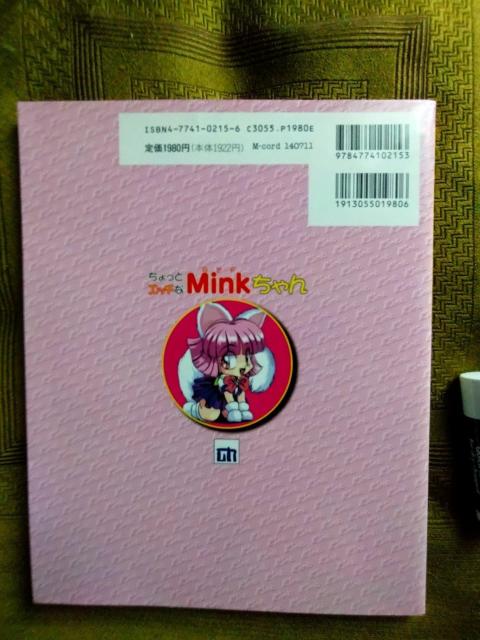 ISBN4-7741-0215-6 C3055.P1980E
定価1980円(本体1922円) M-cord 140711
9784774102153
1913055019806
ちょっと
エッチな Minkちゃん